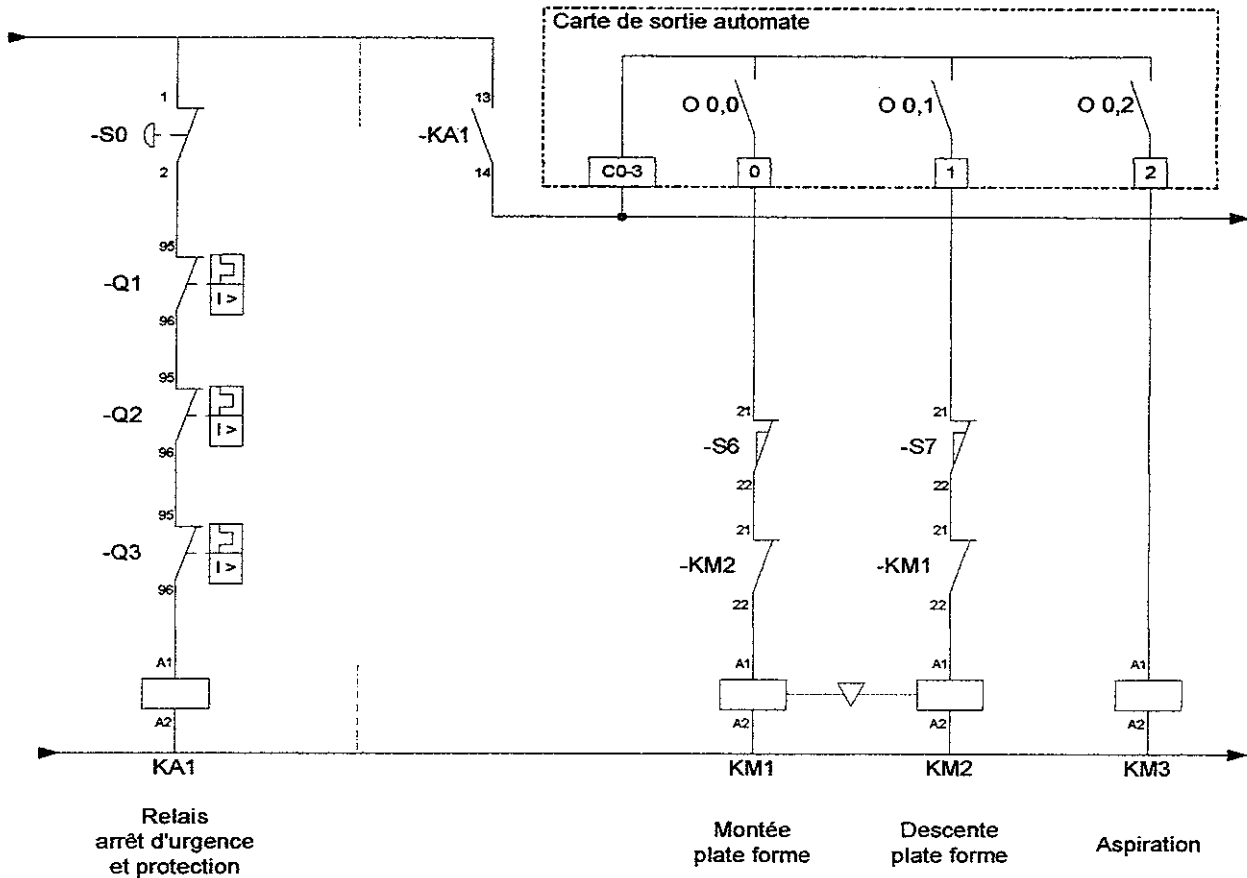 Carte de sortie automate
1
13
-S0
-KA1
O 0,0
O 0,1
O 0,2
2
14
C0-3
0
1
2
95
-Q1
I >
96
95
-Q2
I >
96
21
21
-S6
-S7
22
22
95
-Q3
I >
96
21
21
-KM2
-KM1
22
22
A1
A1
A1
A1
A2
A2
A2
A2
KA1
KM1
KM2
KM3
Relais
arrêt d'urgence
et protection
Montée
plate forme
Descente
plate forme
Aspiration